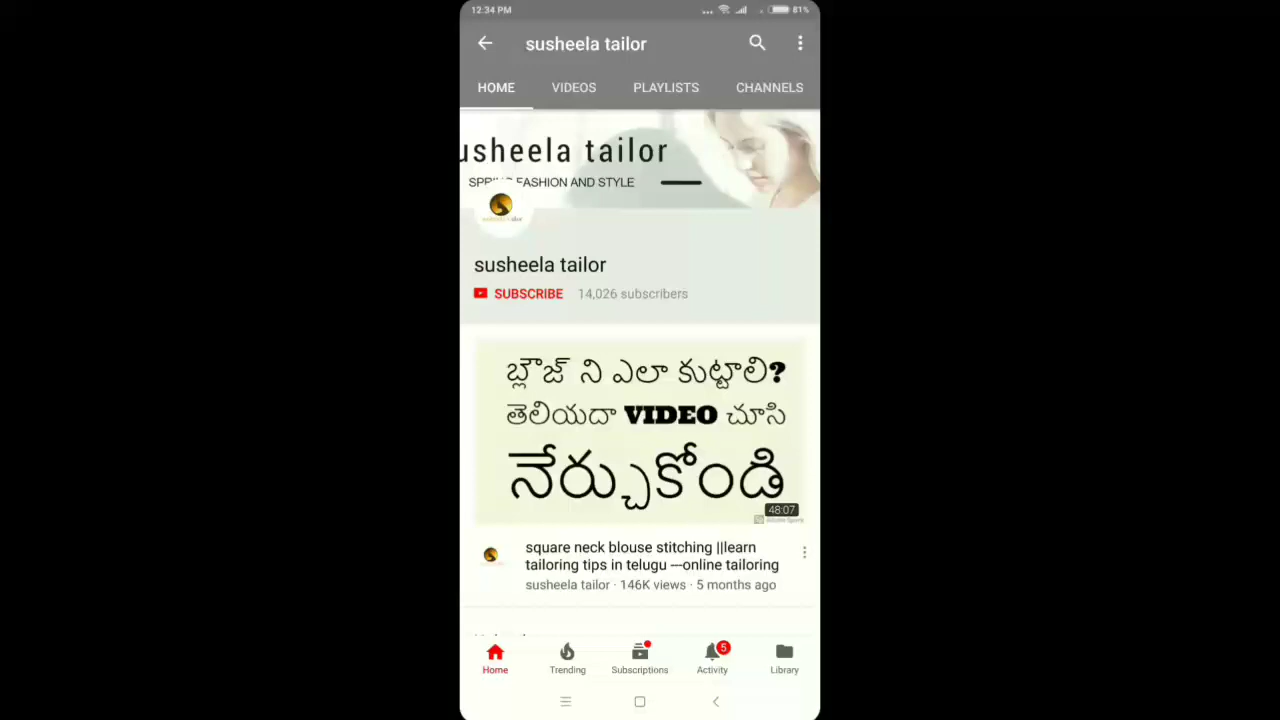 12:34 PM
81%
susheela tailor
HOME VIDEOS PLAYLISTS CHANNELS
usheela tailor
SPRING FASHION AND STYLE
susheela tailor
SUBSCRIBE 14,026 subscribers
బ్లౌజ్ ని ఎలా కుట్టాలి?
తెలియదా VIDEO చూసి
నేర్చుకోండి
48:07
square neck blouse stitching ||learn
tailoring tips in telugu —online tailoring
susheela tailor · 146K views · 5 months ago
5
Home Trending Subscriptions Activity Library